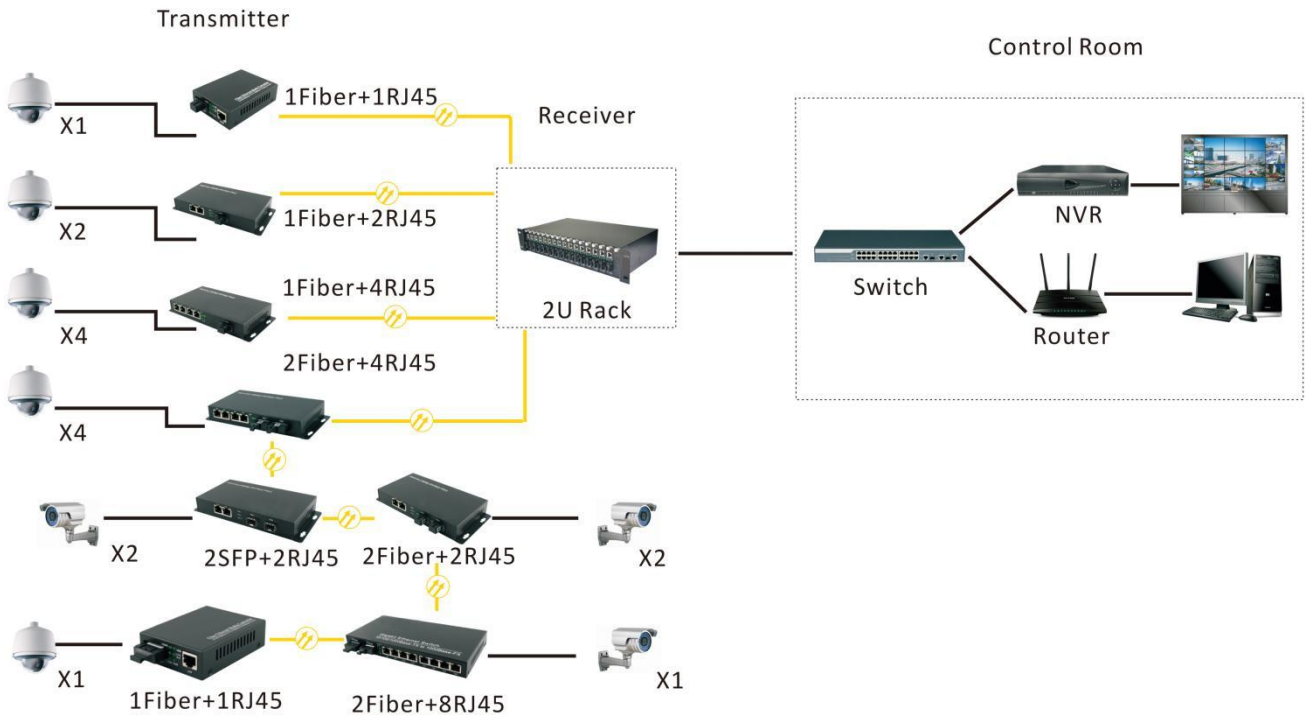 Transmitter
Control Room
1Fiber+1RJ45
X1
Receiver
1Fiber+2RJ45
X2
NVR
1Fiber+4RJ45
Switch
2U Rack
X4
Router
2Fiber+4RJ45
X4
X2
2SFP+2RJ45
2Fiber+2RJ45
X2
X1
1Fiber+1RJ45
2Fiber+8RJ45
X1